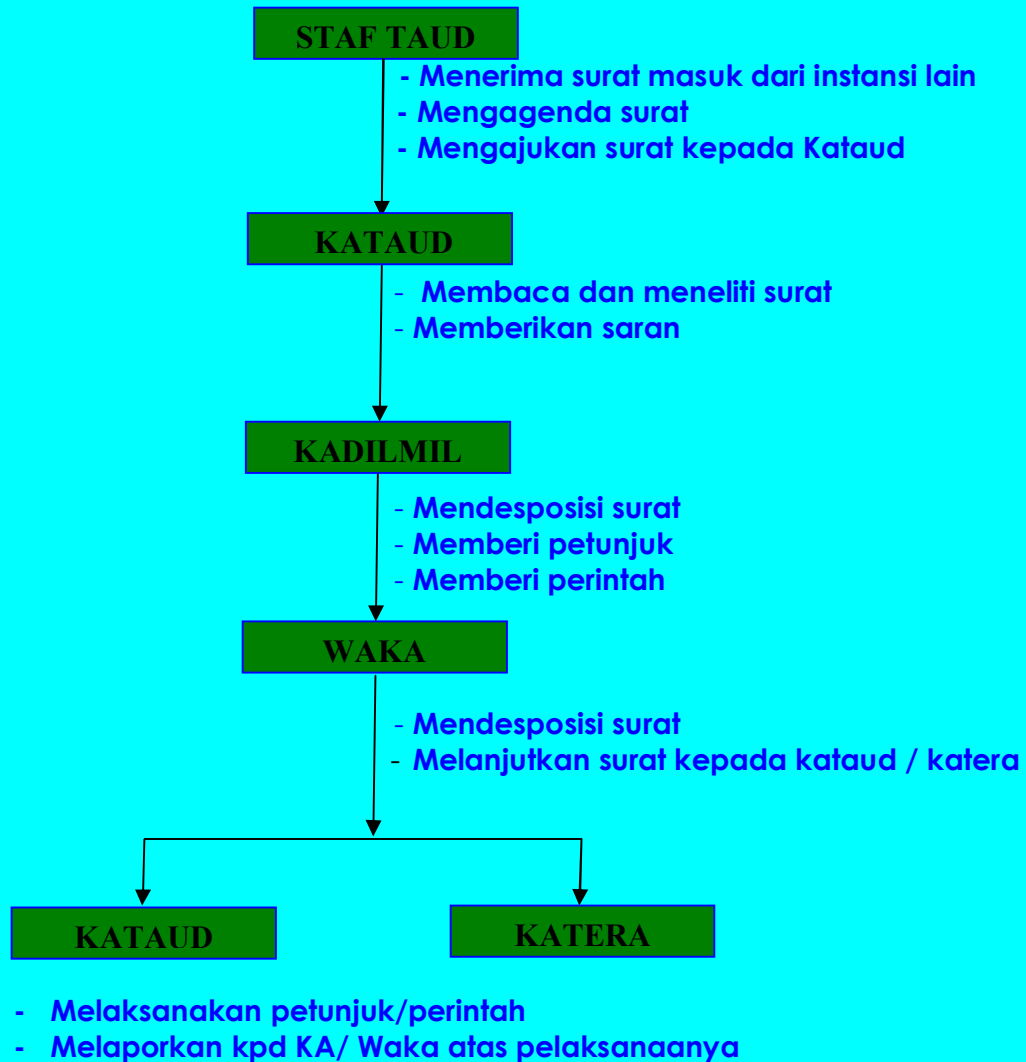 STAF TAUD
- Menerima surat masuk dari instansi lain
- Mengagenda surat
- Mengajukan surat kepada Kataud
KATAUD
- Membaca dan meneliti surat
- Memberikan saran
KADILMIL
- Mendesposisi surat
- Memberi petunjuk
- Memberi perintah
WAKA
- Mendesposisi surat
- Melanjutkan surat kepada kataud / katera
KATAUD
KATERA
- Melaksanakan petunjuk/perintah
- Melaporkan kpd KA/ Waka atas pelaksanaanya